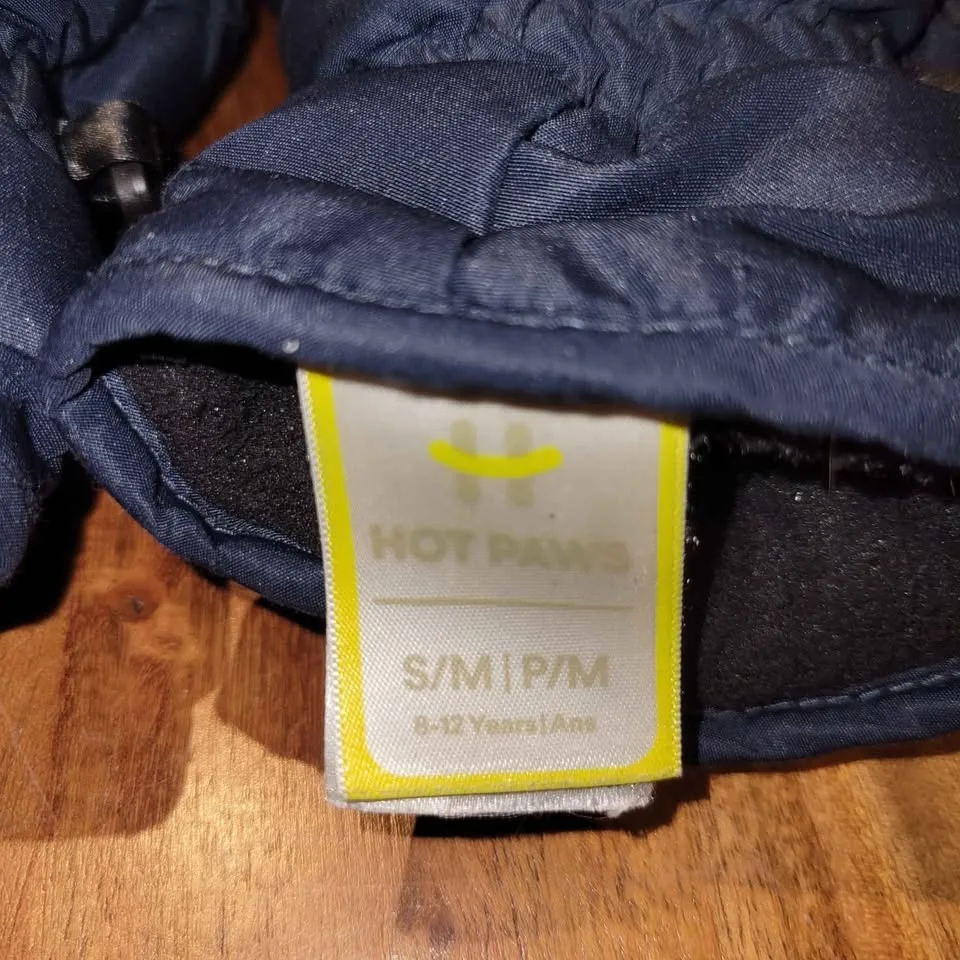 HOT PAWS
S/M | P/M
8-12 Years|Ans